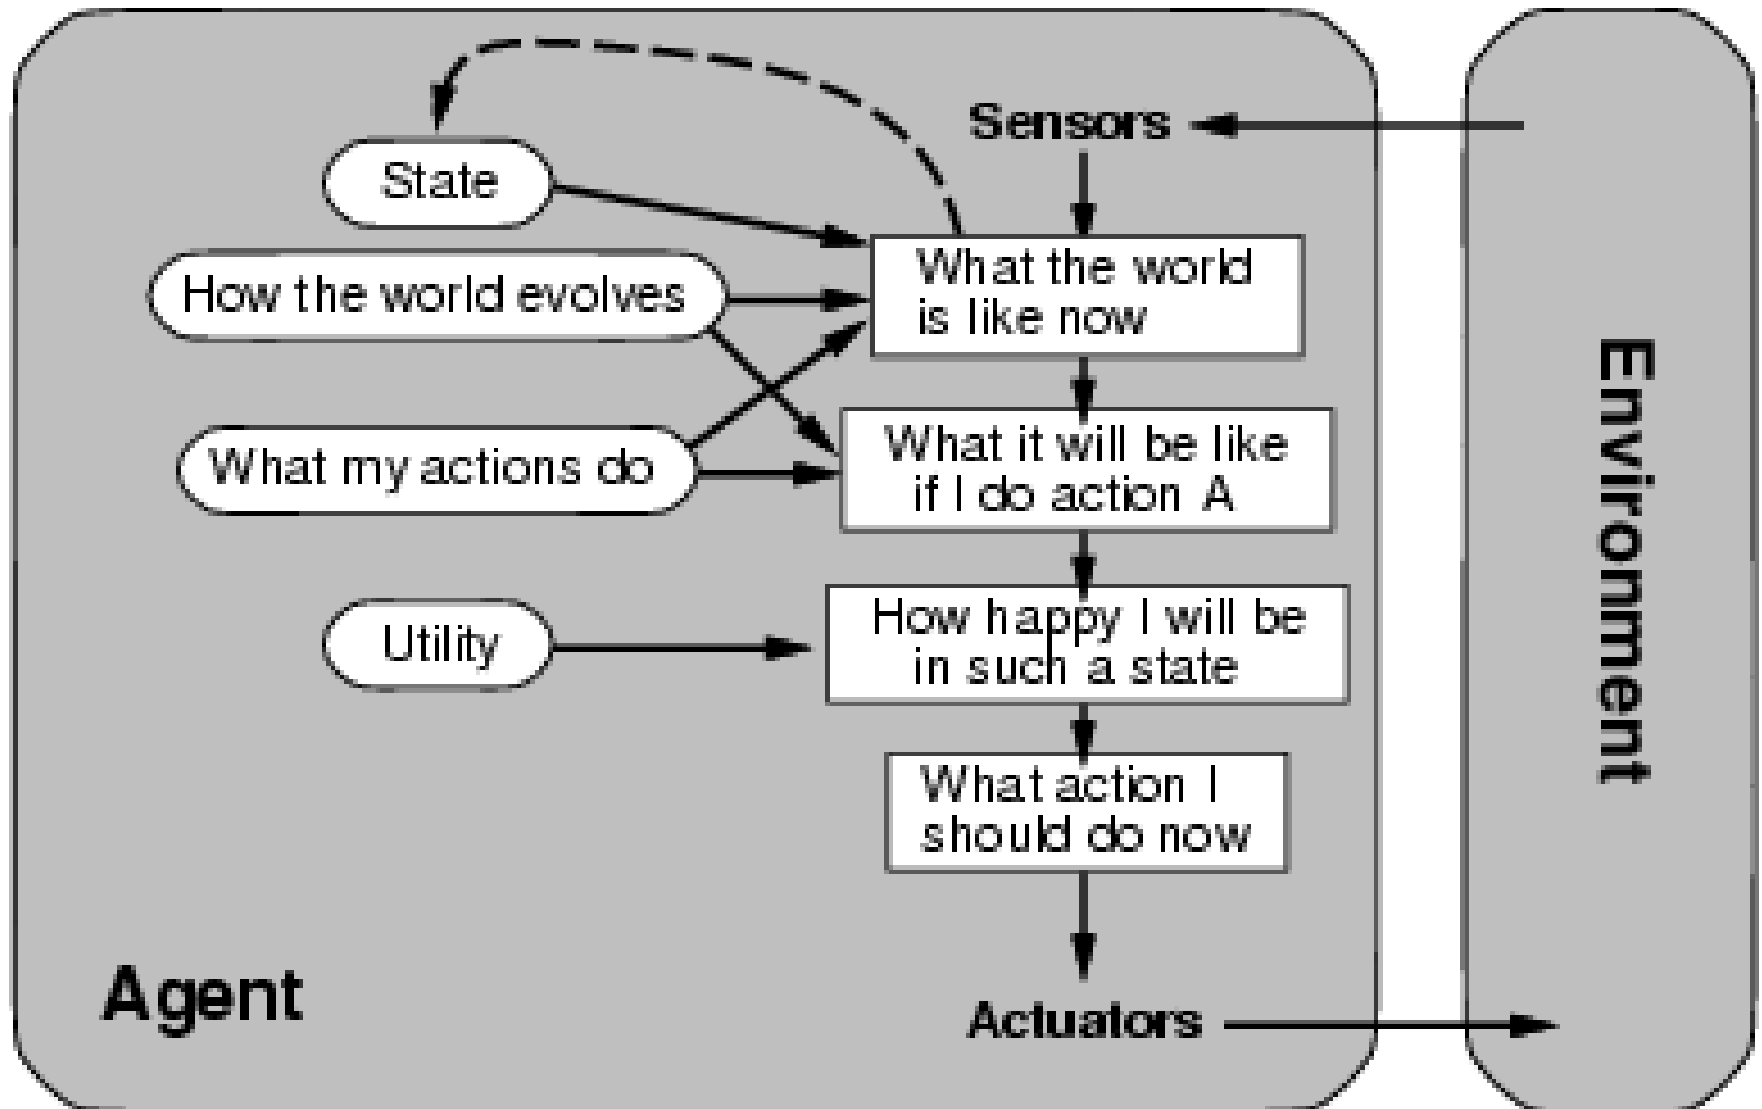 Sensors
State
What the world
is like now
How the world evolves
What my actions do
What it will be like
if I do action A
Utility
How happy I will be
in such a state
What action I
should do now
Agent
Actuators
Environment